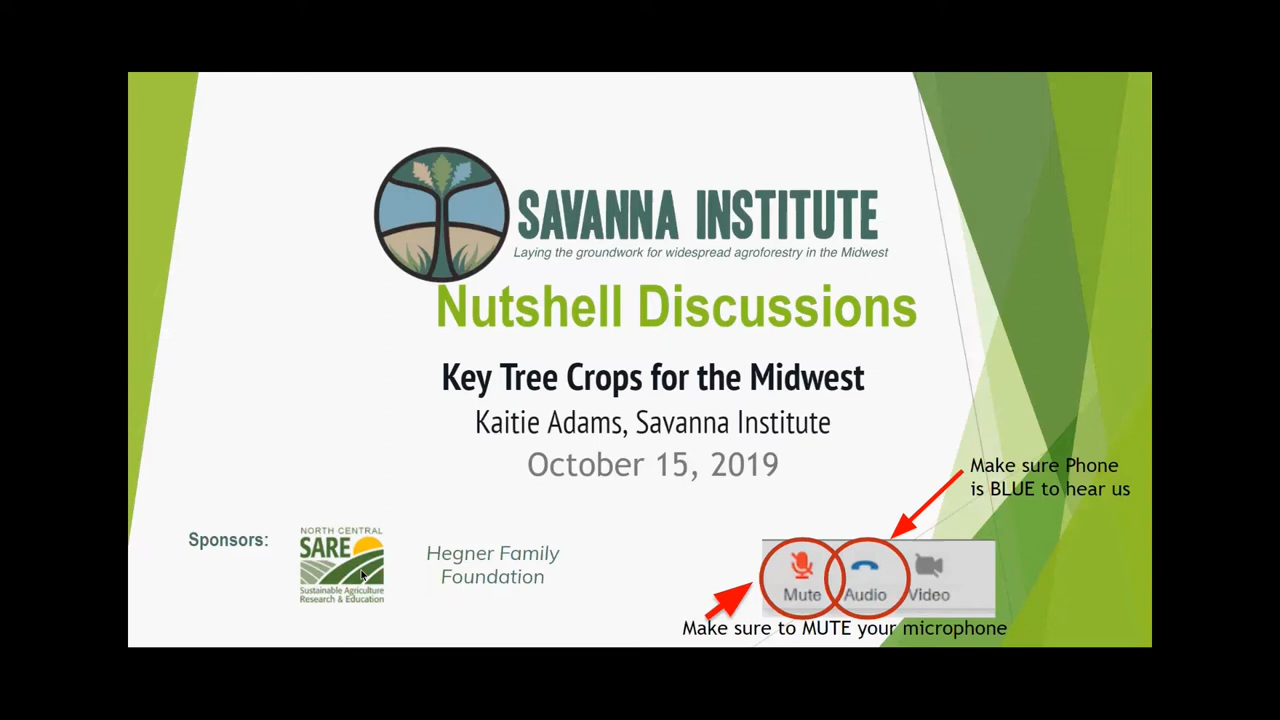 SAVANNA INSTITUTE
Laying the groundwork for widespread agroforestry in the Midwest
Nutshell Discussions
Key Tree Crops for the Midwest
Kaitie Adams, Savanna Institute
October 15, 2019
Make sure Phone
is BLUE to hear us
Sponsors:
NORTH CENTRAL
SARE
Sustainable Agriculture
Research & Education
Hegner Family
Foundation
Mute
Audio
Video
Make sure to MUTE your microphone